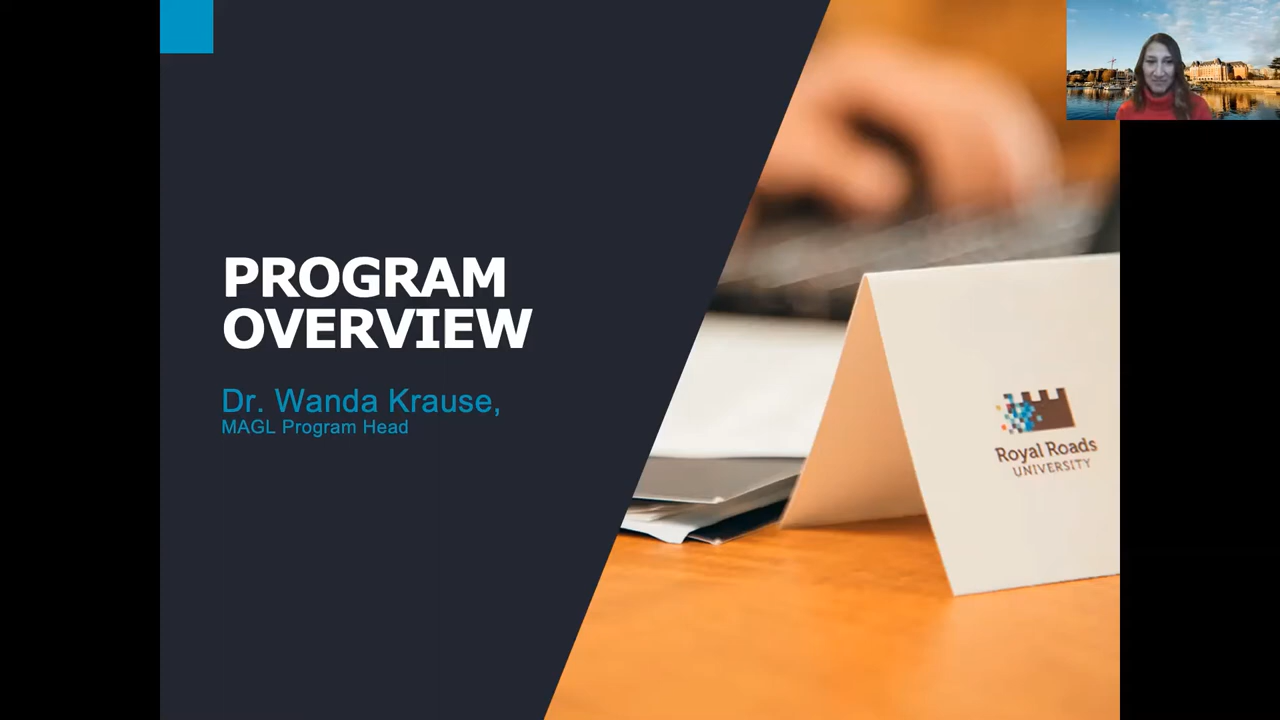 PROGRAM
OVERVIEW
Dr. Wanda Krause,
MAGL Program Head
Royal Roads
UNIVERSITY